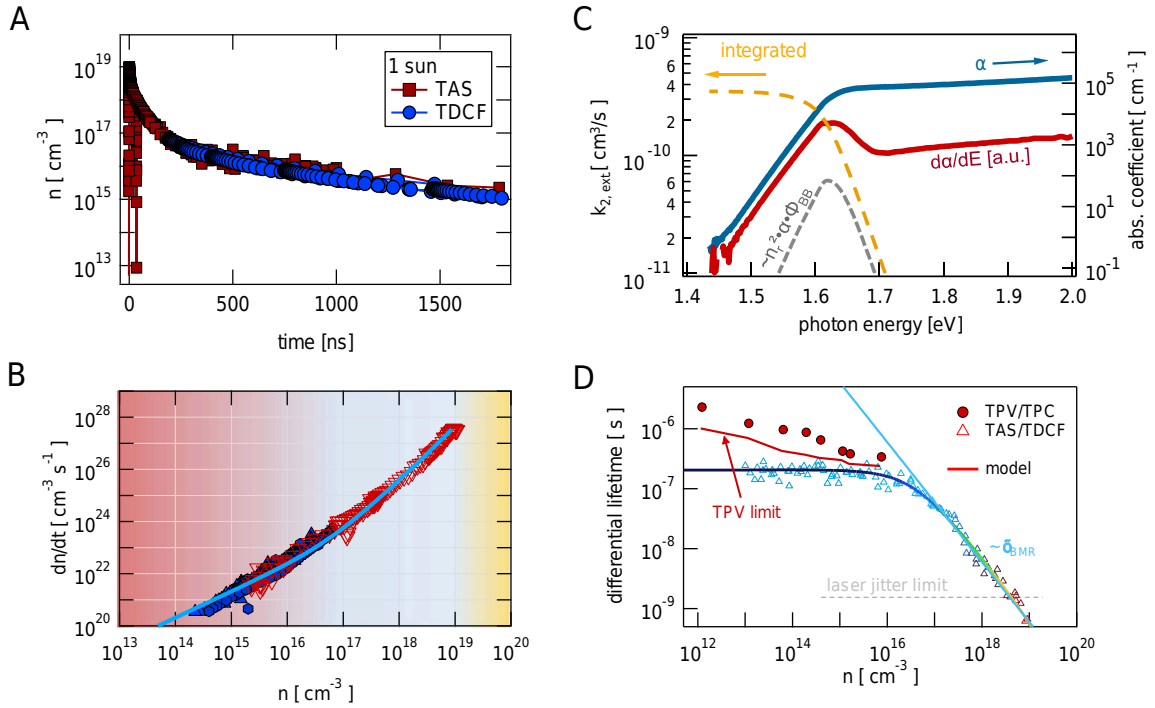 A
10^19
10^17
10^15
10^13
n [ cm^-3]
0
500
1000
1500
time [ns]
1 sun
TAS
TDCF
B
10^28
10^26
10^24
10^22
10^20
dn/dt [ cm^-3 s^-1]
10^13
10^14
10^15
10^16
10^17
10^18
10^19
10^20
n [ cm^-3]
C
10^-9
6
4
2
10^-10
6
4
2
10^-11
k2, ext [ cm^3/s]
integrated
α
dα/dE [a.u.]
~nr^2•α•ΦBB
10^5
10^3
10^1
10^-1
abs. coefficient [ cm^-1]
1.4
1.5
1.6
1.7
1.8
1.9
2.0
photon energy [eV]
D
10^-6
10^-7
10^-8
10^-9
differential lifetime [ s]
TPV/TPC
TAS/TDCF
model
TPV limit
laser jitter limit
10^12
10^14
10^16
10^18
10^20
n [ cm^-3]